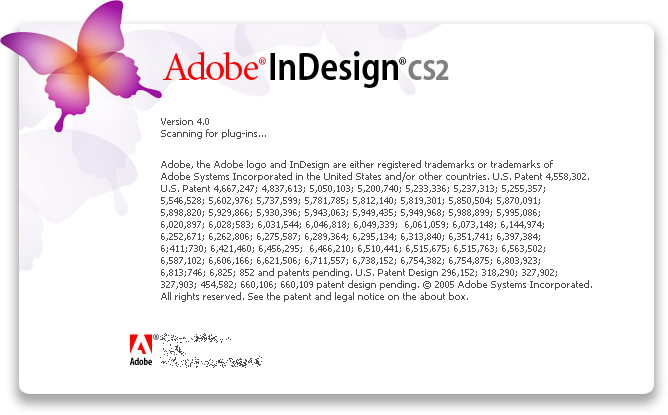 Adobe® InDesign® CS2
Version 4.0
Scanning for plug-ins...
Adobe, the Adobe logo and InDesign are either registered trademarks or trademarks of
Adobe Systems Incorporated in the United States and/or other countries. U.S. Patent 4,558,302.
U.S. Patent 4,667,247; 4,837,613; 5,050,103; 5,200,740; 5,233,336; 5,237,313; 5,255,357;
5,546,528; 5,602,976; 5,737,599; 5,781,785; 5,812,140; 5,819,301; 5,850,504; 5,870,091;
5,898,820; 5,929,866; 5,930,396; 5,943,063; 5,949,435; 5,949,968; 5,988,899; 5,995,086;
6,020,897; 6,028;583; 6,031,544; 6,046,818; 6,049,339; 6,061,059; 6,073,148; 6,144,974;
6,252,671; 6,262,806; 6,275,587; 6,289,364; 6,295,134; 6,313,840; 6,351,741; 6,397,384;
6;411;730; 6,421,460; 6,456,295; 6,466,210; 6,510,441; 6,515,675; 6,515,763; 6,563,502;
6,587,102; 6,606,166; 6,621,506; 6,711,557; 6,738,152; 6,754,382; 6,754,875; 6,803,923;
6,813;746; 6,825; 852 and patents pending. U.S. Patent Design 296,152; 318,290; 327,902;
327,903; 454,582; 660,106; 660,109 patent design pending. © 2005 Adobe Systems Incorporated.
All rights reserved. See the patent and legal notice on the about box.
Adobe®